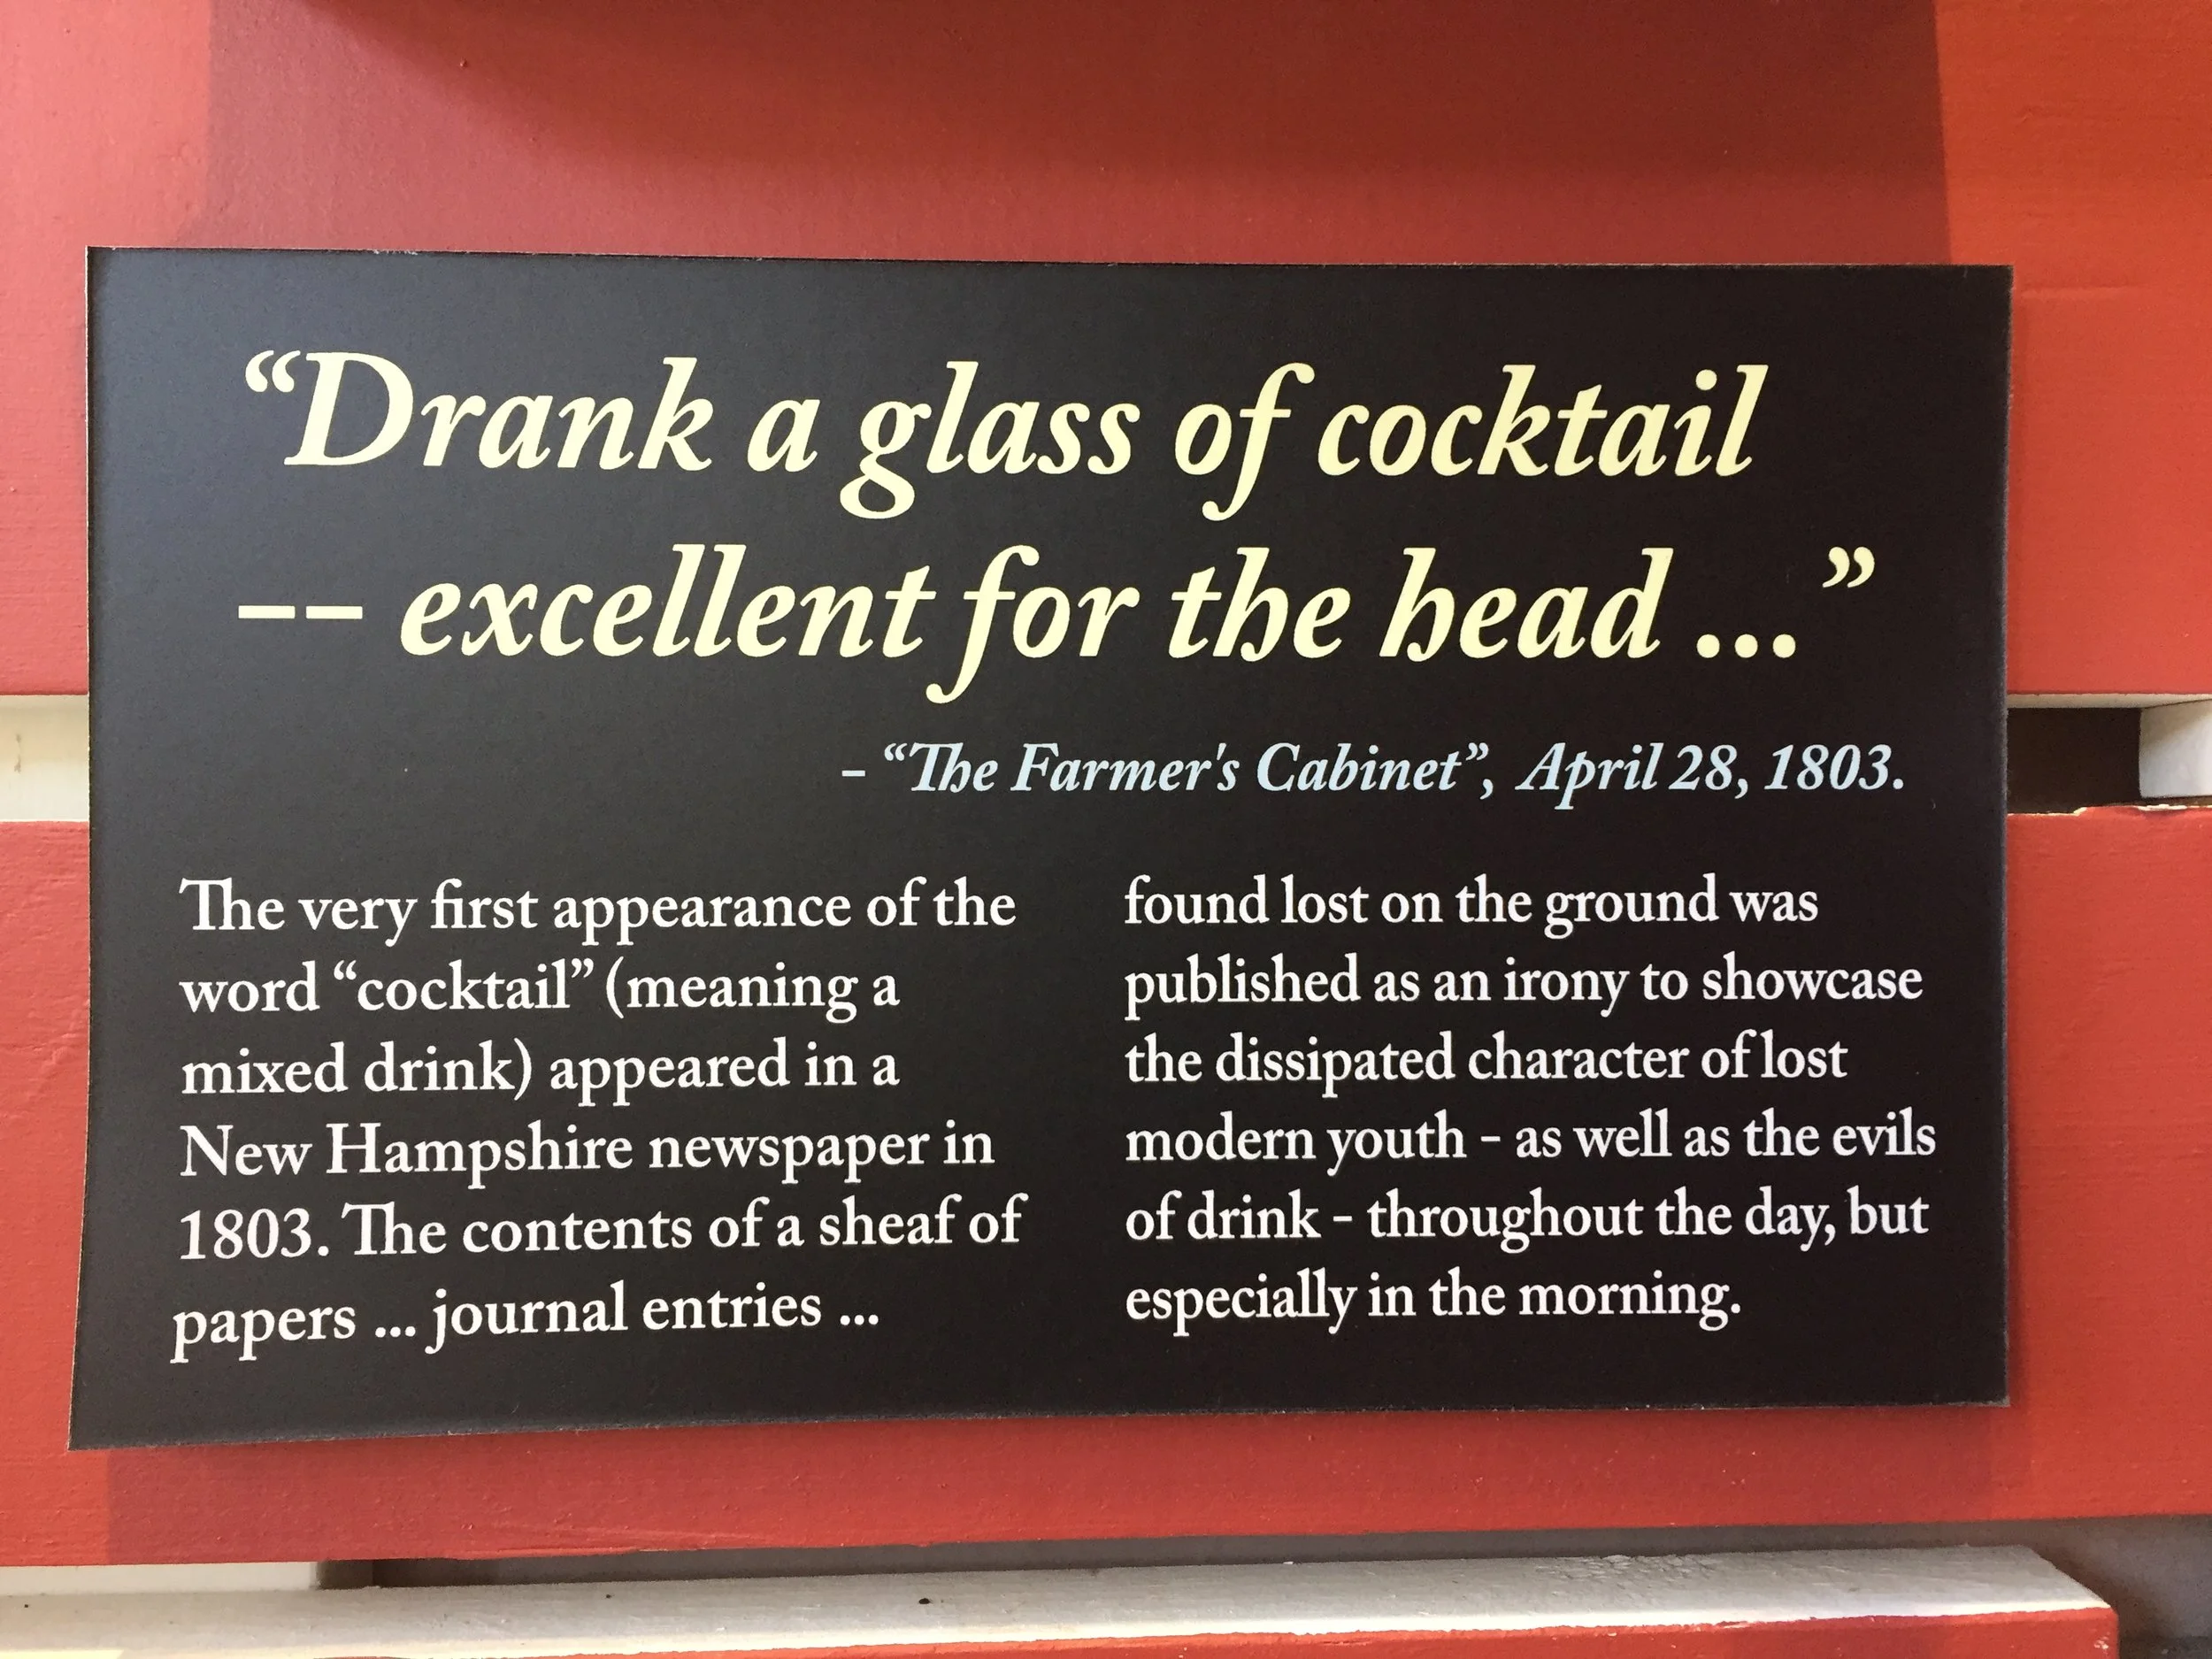 “Drank a glass of cocktail
-- excellent for the head ...”
– “The Farmer's Cabinet”, April 28, 1803.
The very first appearance of the
word “cocktail” (meaning a
mixed drink) appeared in a
New Hampshire newspaper in
1803. The contents of a sheaf of
papers ... journal entries ...
found lost on the ground was
published as an irony to showcase
the dissipated character of lost
modern youth – as well as the evils
of drink – throughout the day, but
especially in the morning.